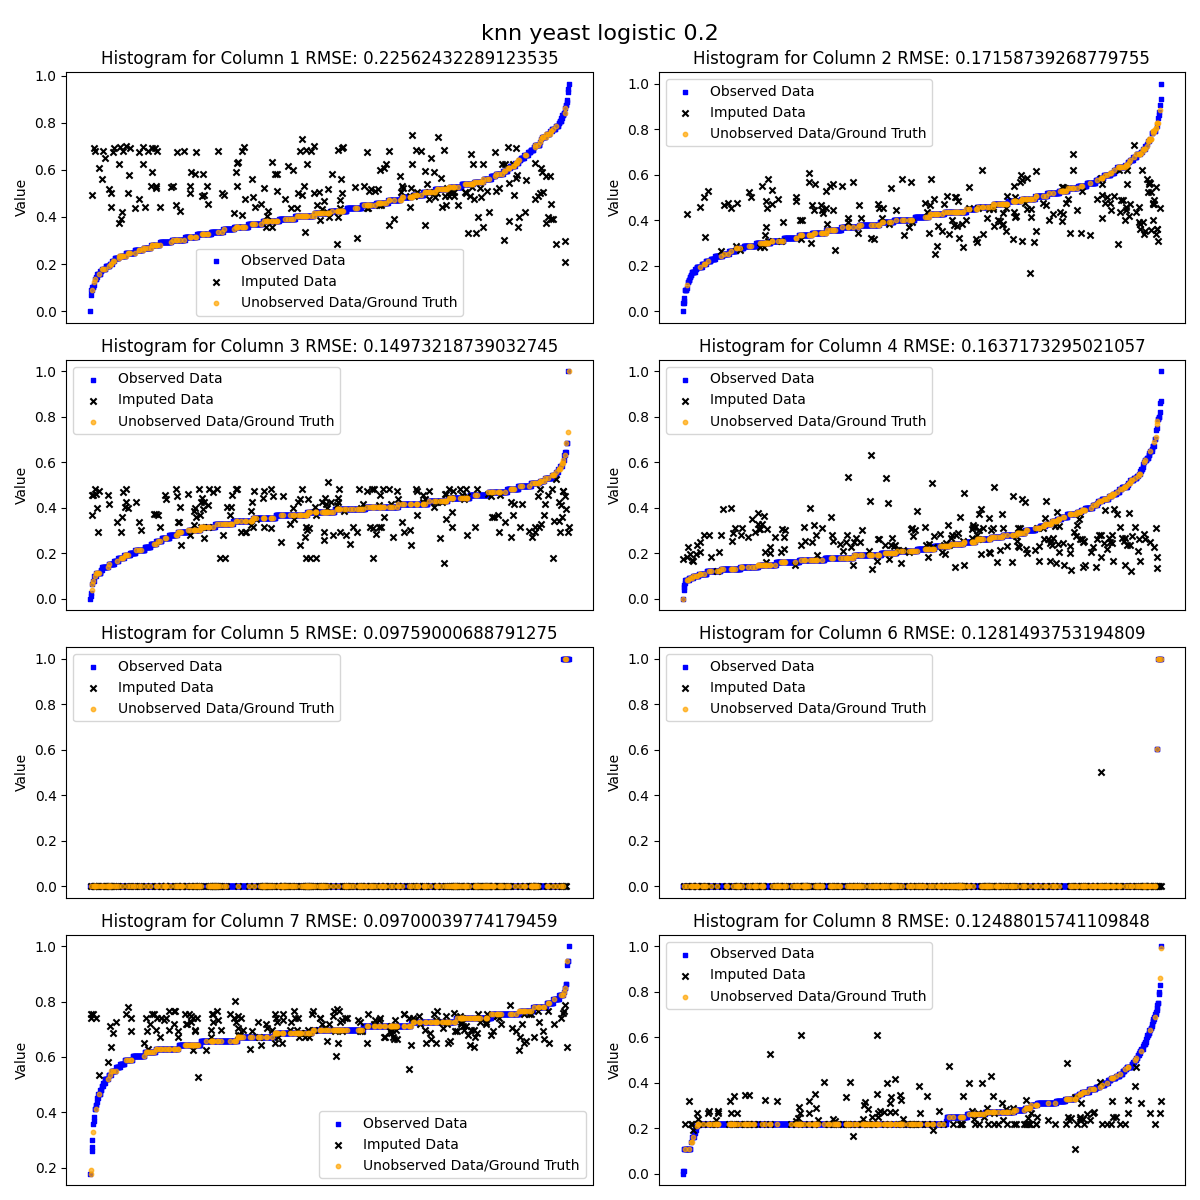 knn yeast logistic 0.2
Histogram for Column 1 RMSE: 0.22562432289123535
1.0
0.8
0.6
0.4
0.2
0.0
Value
Observed Data
Imputed Data
Unobserved Data/Ground Truth
Histogram for Column 2 RMSE: 0.17158739268779755
1.0
0.8
0.6
0.4
0.2
0.0
Value
Observed Data
Imputed Data
Unobserved Data/Ground Truth
Histogram for Column 3 RMSE: 0.14973218739032745
1.0
0.8
0.6
0.4
0.2
0.0
Value
Observed Data
Imputed Data
Unobserved Data/Ground Truth
Histogram for Column 4 RMSE: 0.1637173295021057
1.0
0.8
0.6
0.4
0.2
0.0
Value
Observed Data
Imputed Data
Unobserved Data/Ground Truth
Histogram for Column 5 RMSE: 0.09759000688791275
1.0
0.8
0.6
0.4
0.2
0.0
Value
Observed Data
Imputed Data
Unobserved Data/Ground Truth
Histogram for Column 6 RMSE: 0.1281493753194809
1.0
0.8
0.6
0.4
0.2
0.0
Value
Observed Data
Imputed Data
Unobserved Data/Ground Truth
Histogram for Column 7 RMSE: 0.09700039774179459
1.0
0.8
0.6
0.4
0.2
Value
Observed Data
Imputed Data
Unobserved Data/Ground Truth
Histogram for Column 8 RMSE: 0.12488015741109848
1.0
0.8
0.6
0.4
0.2
0.0
Value
Observed Data
Imputed Data
Unobserved Data/Ground Truth